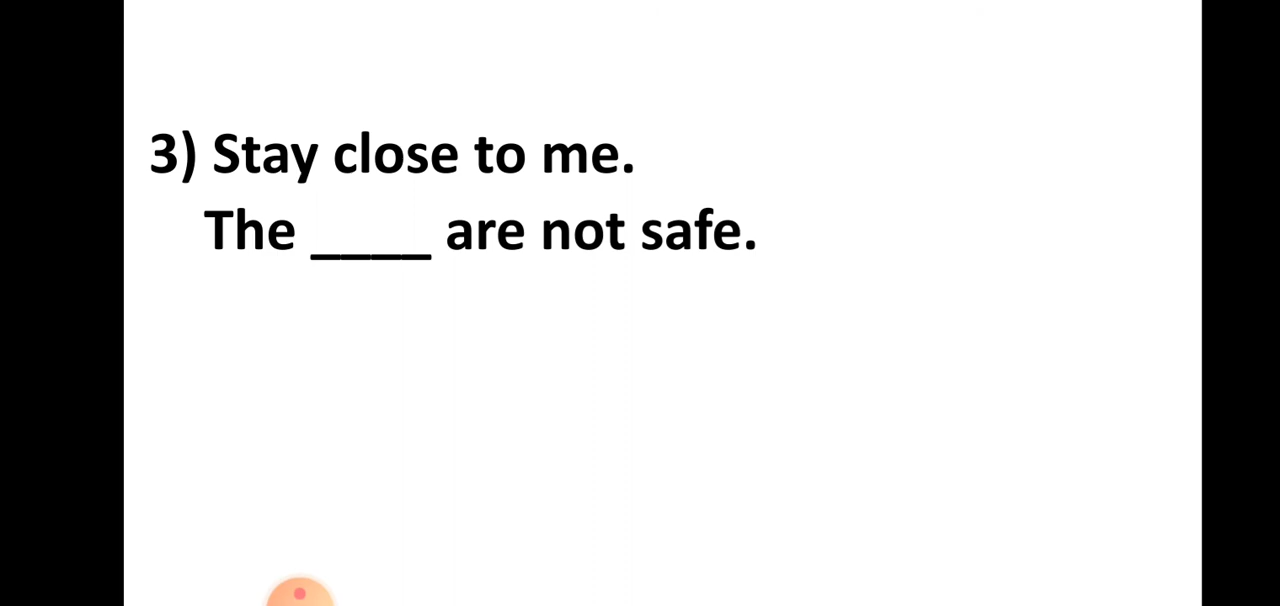 3) Stay close to me.
The ____ are not safe.